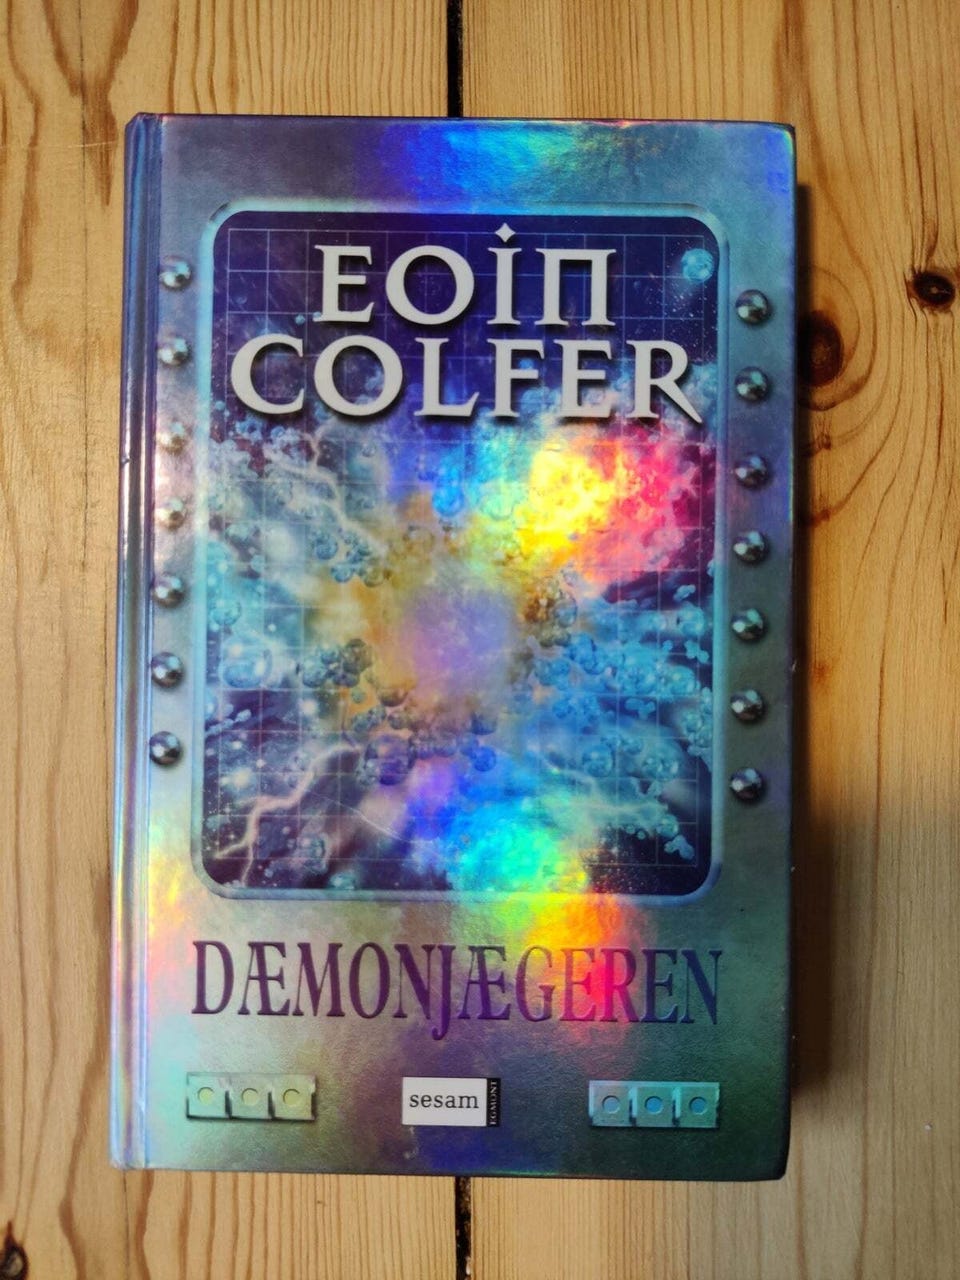 EOIN
COLFER
DÆMONJÆGEREN
sesam
EGMONT